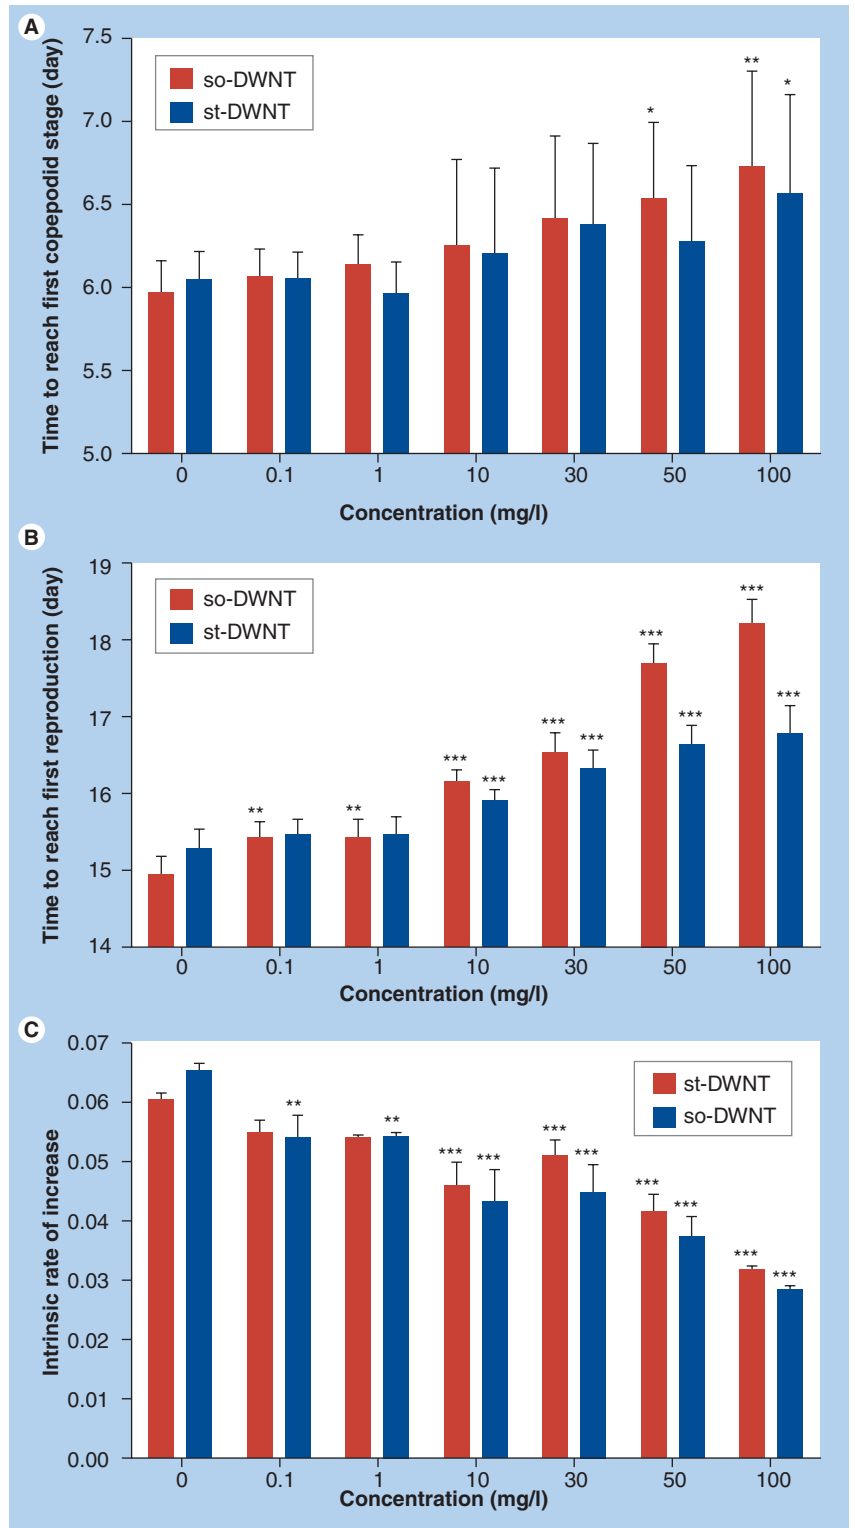 A
Time to reach first copepodid stage (day)
7.5
7.0
6.5
6.0
5.5
5.0
so-DWNT
st-DWNT
*
**
*
0 0.1 1 10 30 50 100
Concentration (mg/l)
B
Time to reach first reproduction (day)
19
18
17
16
15
14
so-DWNT
st-DWNT
**
**
***
***
***
***
***
***
***
***
0 0.1 1 10 30 50 100
Concentration (mg/l)
C
Intrinsic rate of increase
0.07
0.06
0.05
0.04
0.03
0.02
0.01
0.00
st-DWNT
so-DWNT
**
**
***
***
***
***
***
***
***
***
0 0.1 1 10 30 50 100
Concentration (mg/l)